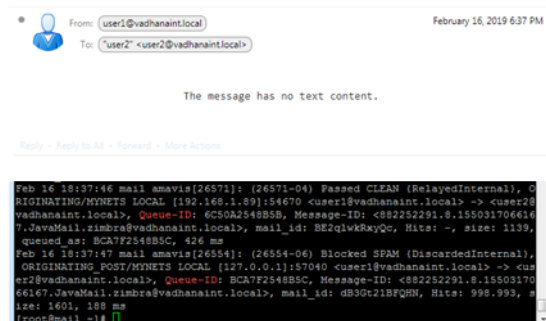 From: user1@vadhanaint.local
February 16, 2019 6:37 PM
To: "user2" <user2@vadhanaint.local>
The message has no text content.
Reply - Reply to All - Forward - More Actions
Feb 16 18:37:46 mail amavis[26571]: (26571-04) Passed CLEAN {RelayedInternal}, O
RIGINATING/MYNETS LOCAL [192.168.1.89]:54670 <user1@vadhanaint.local> -> <user2@
vadhanaint.local>, Queue-ID: 6C50A2548B5B, Message-ID: <882252291.8.155031706616
7.JavaMail.zimbra@vadhanaint.local>, mail_id: BE2qlwkRxyQc, Hits: -, size: 1139,
queued_as: BCA7F2548B5C, 426 ms
Feb 16 18:37:47 mail amavis[26554]: (26554-06) Blocked SPAM {DiscardedInternal},
ORIGINATING_POST/MYNETS LOCAL [127.0.0.1]:57040 <user1@vadhanaint.local> -> <us
er2@vadhanaint.local>, Queue-ID: BCA7F2548B5C, Message-ID: <882252291.8.15503170
66167.JavaMail.zimbra@vadhanaint.local>, mail_id: dB3Gt21BFQHN, Hits: 998.993, s
ize: 1601, 188 ms
[root@mail ~]#